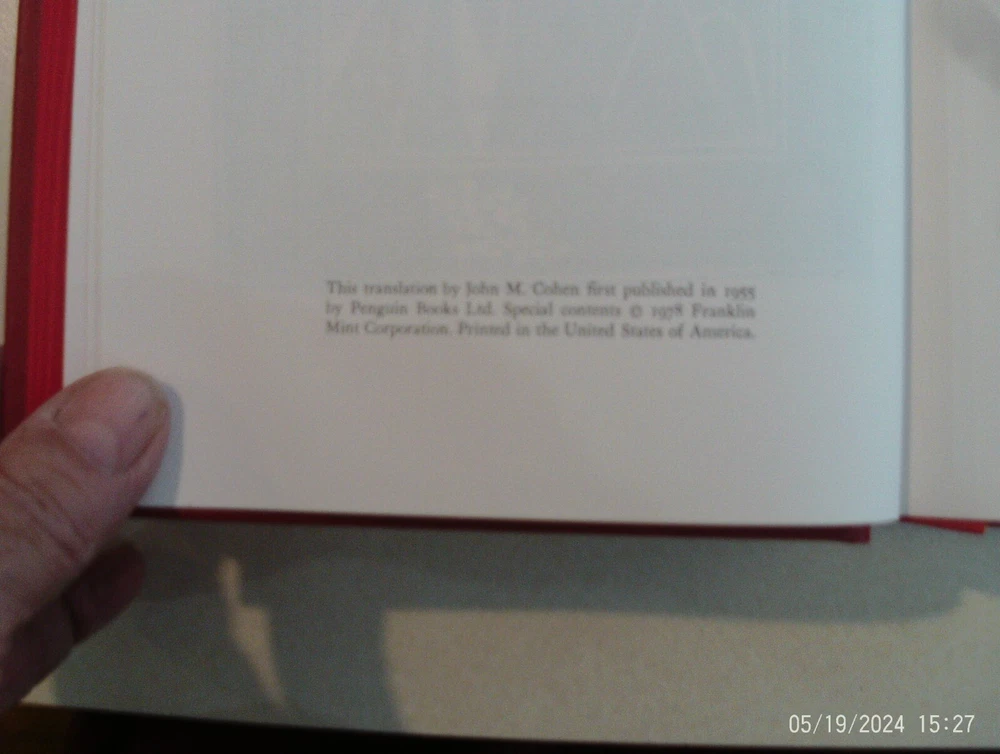 This translation by John M. Cohen first published in 1955
by Penguin Books Ltd. Special contents © 1978 Franklin
Mint Corporation. Printed in the United States of America.
05/19/2024 15:27